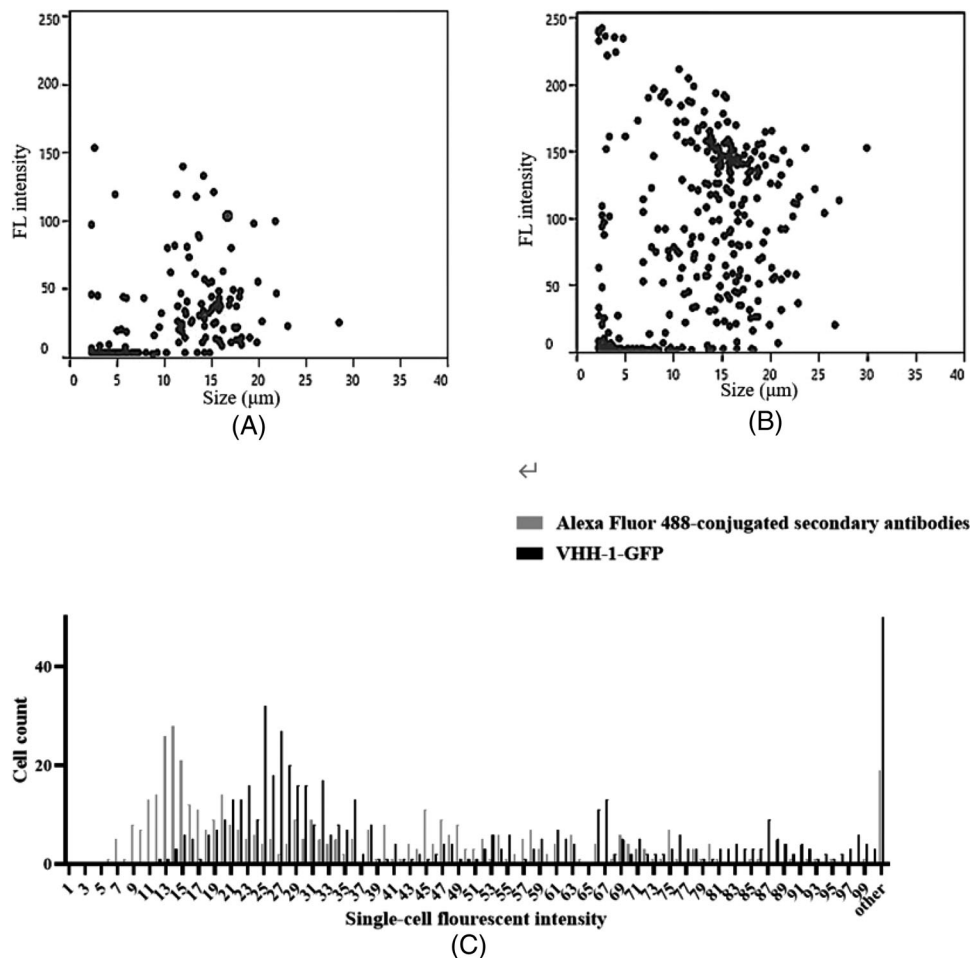 250
200
150
100
50
0
FL intensity
0 5 10 15 20 25 30 35 40
Size (μm)
(A)
250
200
150
100
50
0
FL intensity
0 5 10 15 20 25 30 35 40
Size (μm)
(B)
Alexa Fluor 488-conjugated secondary antibodies
VHH-1-GFP
40
20
0
Cell count
1 3 5 7 9 11 13 15 17 19 21 23 25 27 29 31 33 35 37 39 41 43 45 47 49 51 53 55 57 59 61 63 65 67 69 71 73 75 77 79 81 83 85 87 89 91 93 95 97 99 other
Single-cell flourescent intensity
(C)